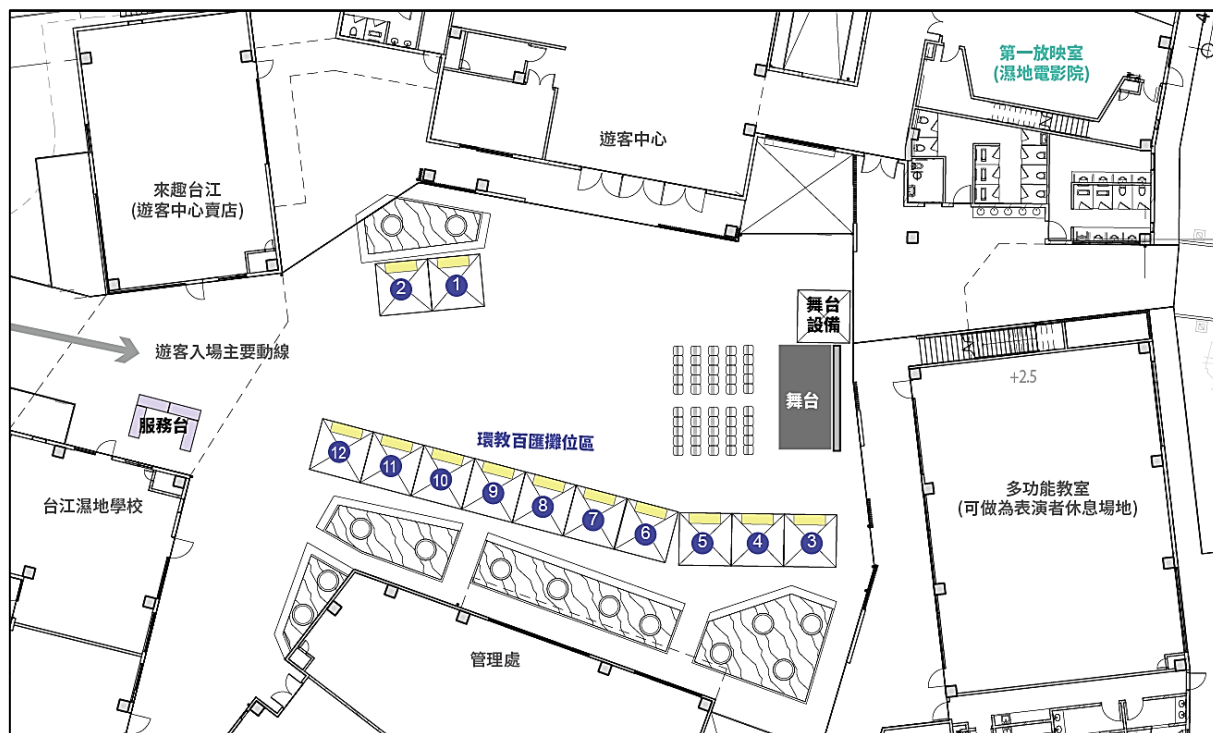 第一放映室
(濕地電影院)
遊客中心
來趣台江
(遊客中心賣店)
2
1
舞台
設備
遊客入場主要動線
+2.5
舞台
服務台
環教百匯攤位區
12
11
10
9
8
7
6
5
4
3
台江濕地學校
多功能教室
(可做為表演者休息場地)
管理處